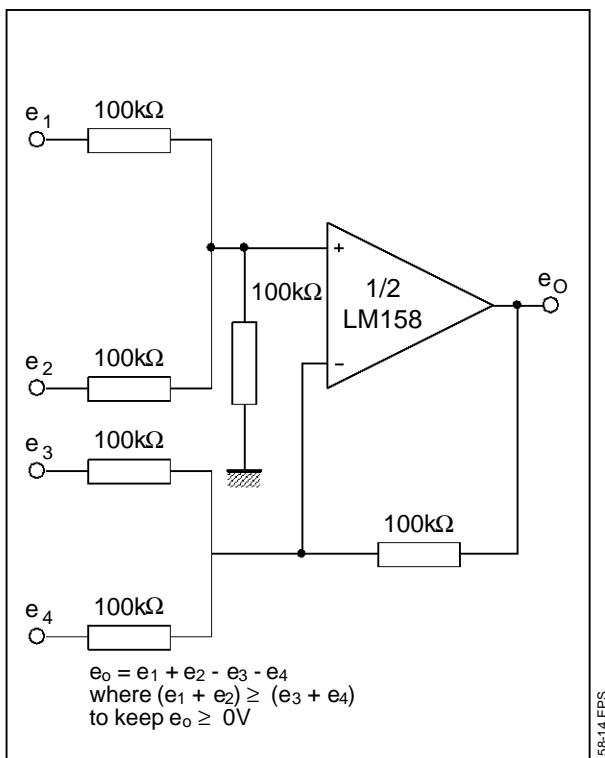 e1
100kΩ
+
1/2
LM158
-
eO
100kΩ
e2
100kΩ
e3
100kΩ
100kΩ
e4
100kΩ
eo = e1 + e2 - e3 - e4
where (e1 + e2) ≥ (e3 + e4)
to keep eo ≥ 0V
58-14.EPS